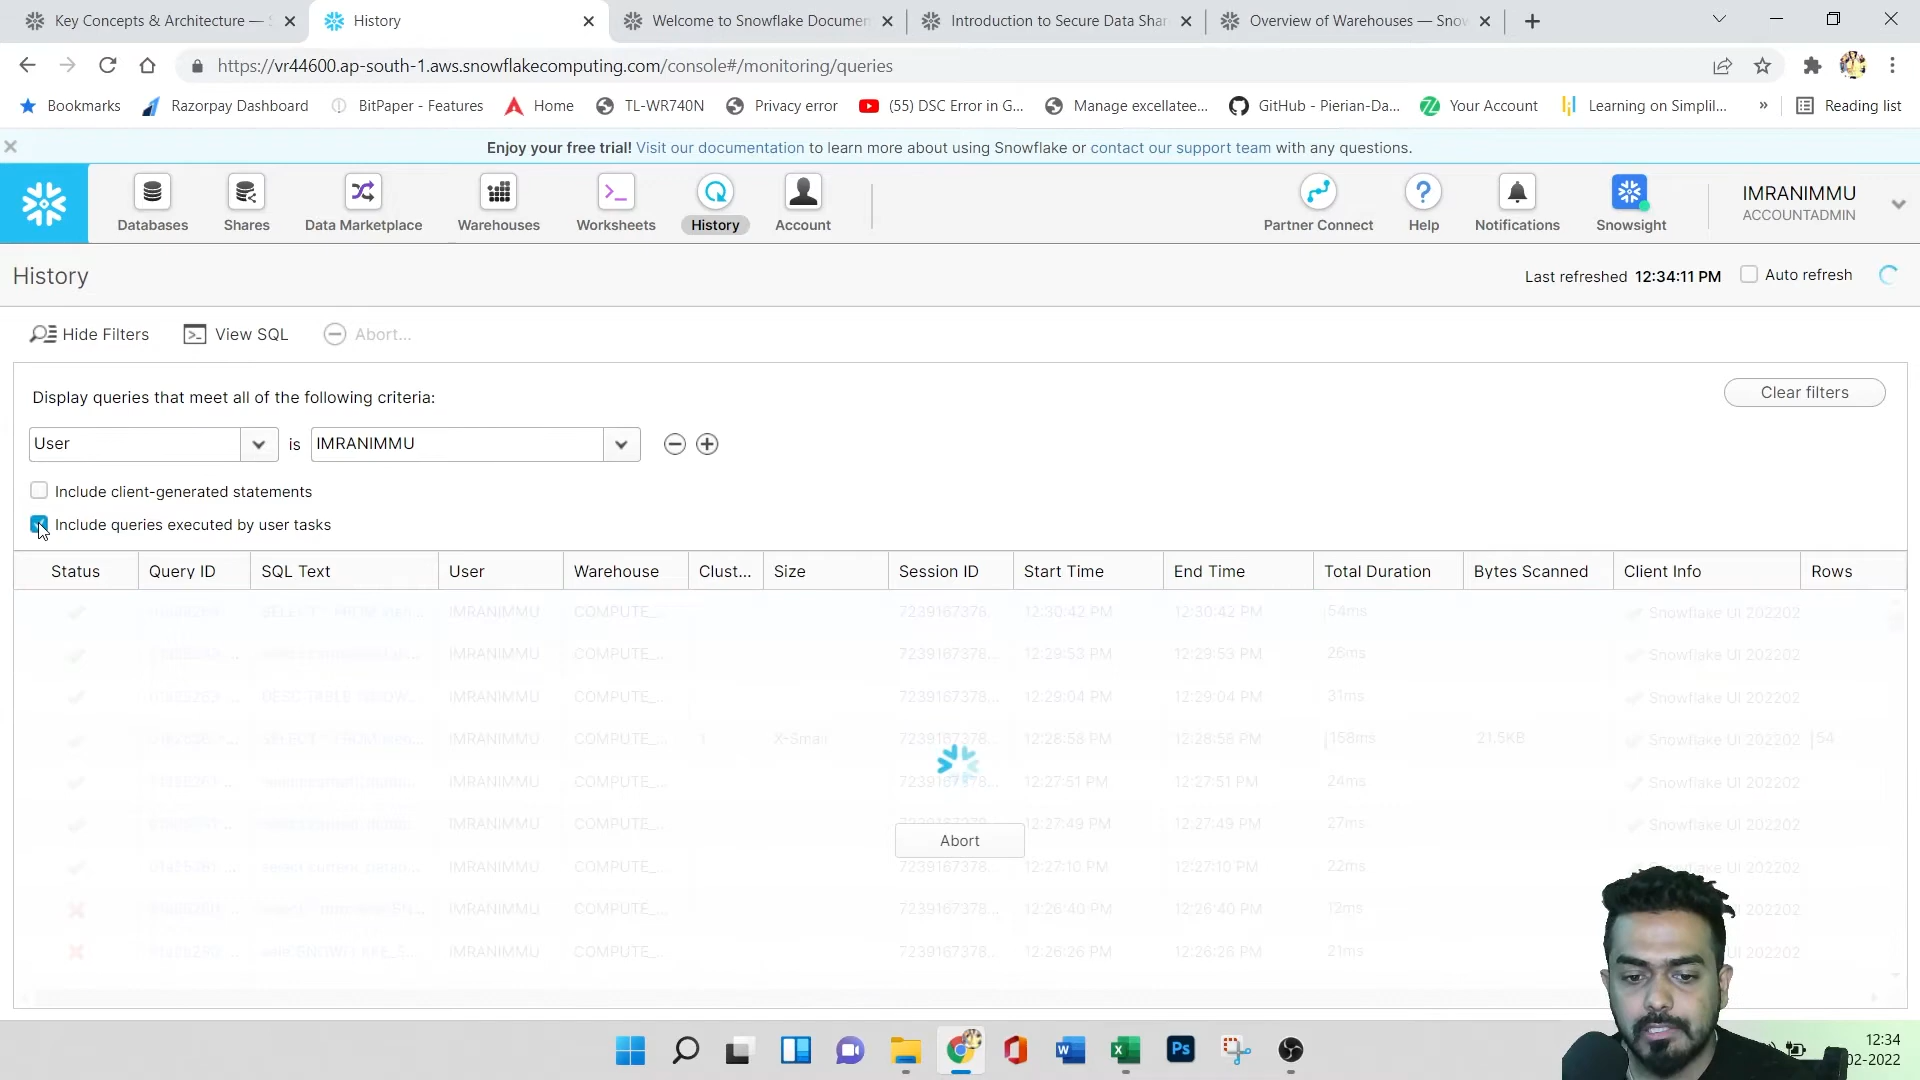 Key Concepts & Architecture —
History
Welcome to Snowflake Documen
Introduction to Secure Data Shar
Overview of Warehouses — Snow
https://vr44600.ap-south-1.aws.snowflakecomputing.com/console#/monitoring/queries
Bookmarks
Razorpay Dashboard
BitPaper - Features
Home
TL-WR740N
Privacy error
(55) DSC Error in G...
Manage excellatee...
GitHub - Pierian-Da...
Your Account
Learning on Simplil...
»
Reading list
Enjoy your free trial! Visit our documentation to learn more about using Snowflake or contact our support team with any questions.
Databases
Shares
Data Marketplace
Warehouses
Worksheets
History
Account
Partner Connect
Help
Notifications
Snowsight
IMRANIMMU
ACCOUNTADMIN
History
Last refreshed 12:34:11 PM
Auto refresh
Hide Filters
View SQL
Abort...
Display queries that meet all of the following criteria:
Clear filters
User is IMRANIMMU
Include client-generated statements
Include queries executed by user tasks
Status Query ID SQL Text User Warehouse Clust... Size Session ID Start Time End Time Total Duration Bytes Scanned Client Info Rows
IMRANIMMU COMPUTE_... 7239167378... 12:30:42 PM 12:30:42 PM 54ms Snowflake UI 202202
IMRANIMMU COMPUTE_... 7239167378... 12:29:53 PM 12:29:53 PM 26ms Snowflake UI 202202
IMRANIMMU COMPUTE_... 7239167378... 12:29:04 PM 12:29:04 PM 31ms Snowflake UI 202202
IMRANIMMU COMPUTE_... 1 X-Small 7239167378... 12:28:58 PM 12:28:58 PM 158ms 21.5KB Snowflake UI 202202 54
IMRANIMMU COMPUTE_... 7239167378... 12:27:51 PM 12:27:51 PM 24ms Snowflake UI 202202
IMRANIMMU COMPUTE_... 12:27:49 PM 12:27:49 PM 27ms Snowflake UI 202202
Abort
IMRANIMMU COMPUTE_... 7239167378... 12:27:10 PM 12:27:10 PM 22ms UI 202202
IMRANIMMU COMPUTE_... 7239167378... 12:26:40 PM 12:26:40 PM 12ms UI 202202
IMRANIMMU COMPUTE_... 7239167378... 12:26:26 PM 12:26:26 PM 21ms UI 202202
12:34
02-2022